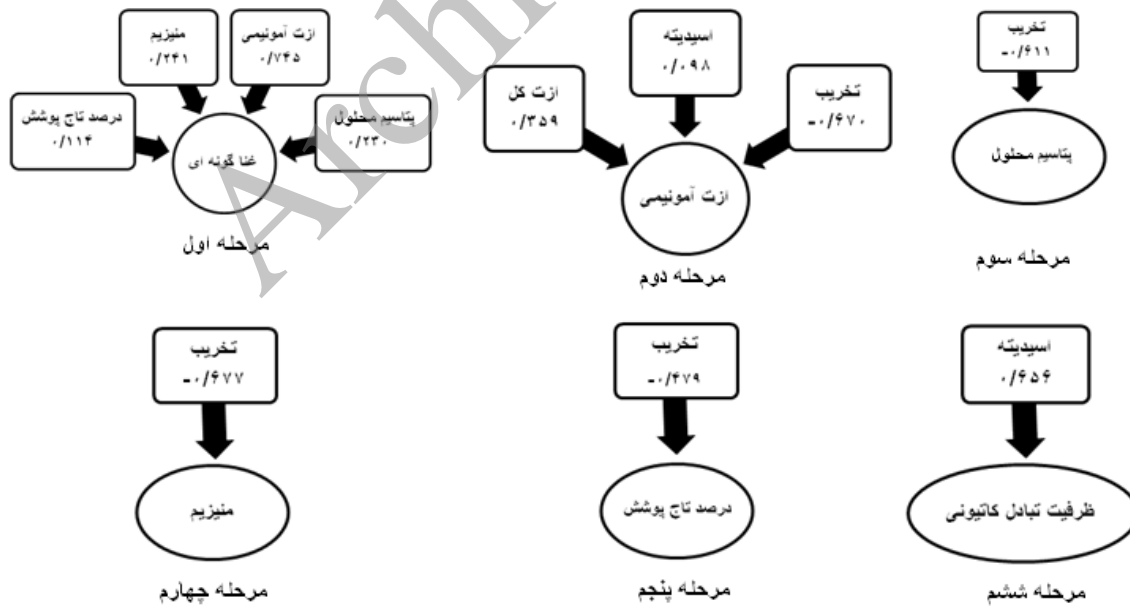 منیزیم
۰/۲۴۱
ازت آمونیمی
۰/۷۴۵
درصد تاج پوشش
۰/۱۱۴
پتاسیم محلول
۰/۲۳۰
غنا گونه ای
مرحله اول
اسیدیته
۰/۰۹۸
ازت کل
۰/۳۵۹
تخریب
-۰/۶۷۰
ازت آمونیمی
مرحله دوم
تخریب
-۰/۶۱۱
پتاسیم محلول
مرحله سوم
تخریب
-۰/۶۷۷
منیزیم
مرحله چهارم
تخریب
-۰/۴۷۹
درصد تاج پوشش
مرحله پنجم
اسیدیته
۰/۶۵۶
ظرفیت تبادل کاتیونی
مرحله ششم